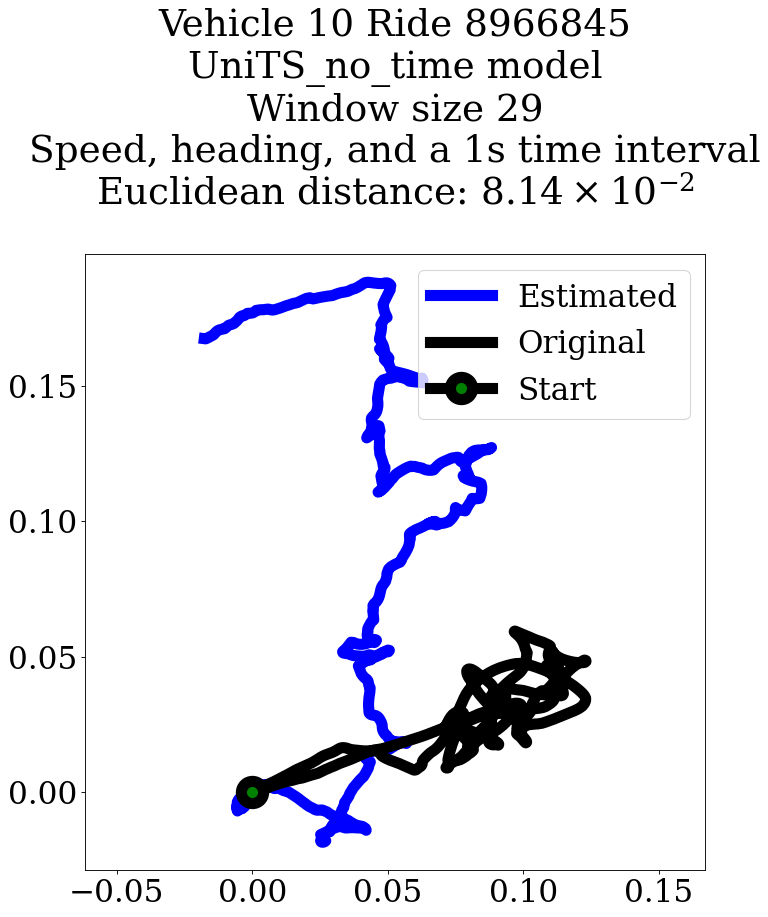 Vehicle 10 Ride 8966845
UniTS_no_time model
Window size 29
Speed, heading, and a 1s time interval
Euclidean distance: 8.14 × 10⁻²
Estimated
Original
Start
0.15
0.10
0.05
0.00
−0.05 0.00 0.05 0.10 0.15